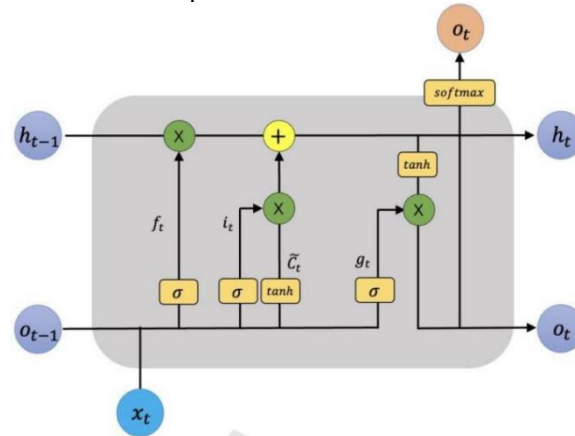 o_t
softmax
h_{t-1}
X
+
h_t
tanh
f_t
i_t
X
g_t
X
C̃_t
σ
σ
tanh
σ
o_{t-1}
o_t
x_t